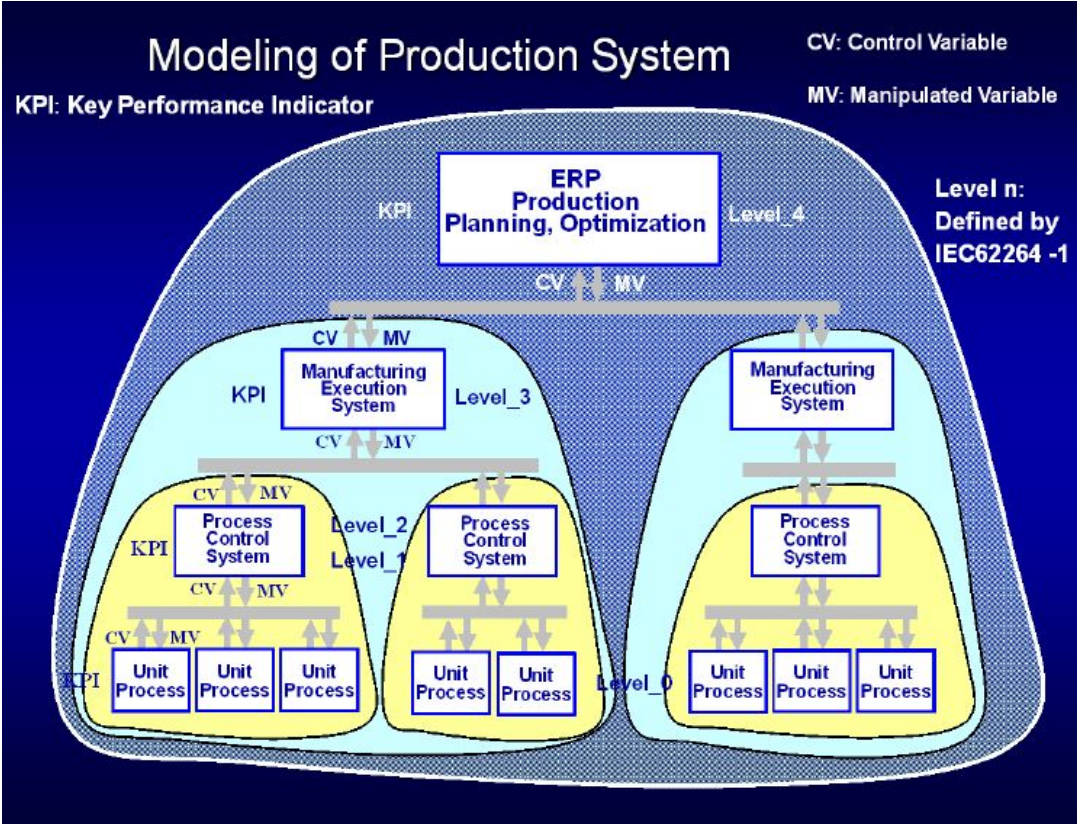 Modeling of Production System
CV: Control Variable
KPI: Key Performance Indicator
MV: Manipulated Variable
ERP
Production
Planning, Optimization
KPI
Level_4
Level n:
Defined by
IEC62264 -1
CV
MV
CV
MV
Manufacturing
Execution
System
KPI
Level_3
Manufacturing
Execution
System
CV
MV
CV
MV
Process
Control
System
KPI
Level_2
Level_1
Process
Control
System
Process
Control
System
CV
MV
CV
MV
KPI
Unit
Process
Unit
Process
Unit
Process
Unit
Process
Unit
Process
Level_0
Unit
Process
Unit
Process
Unit
Process